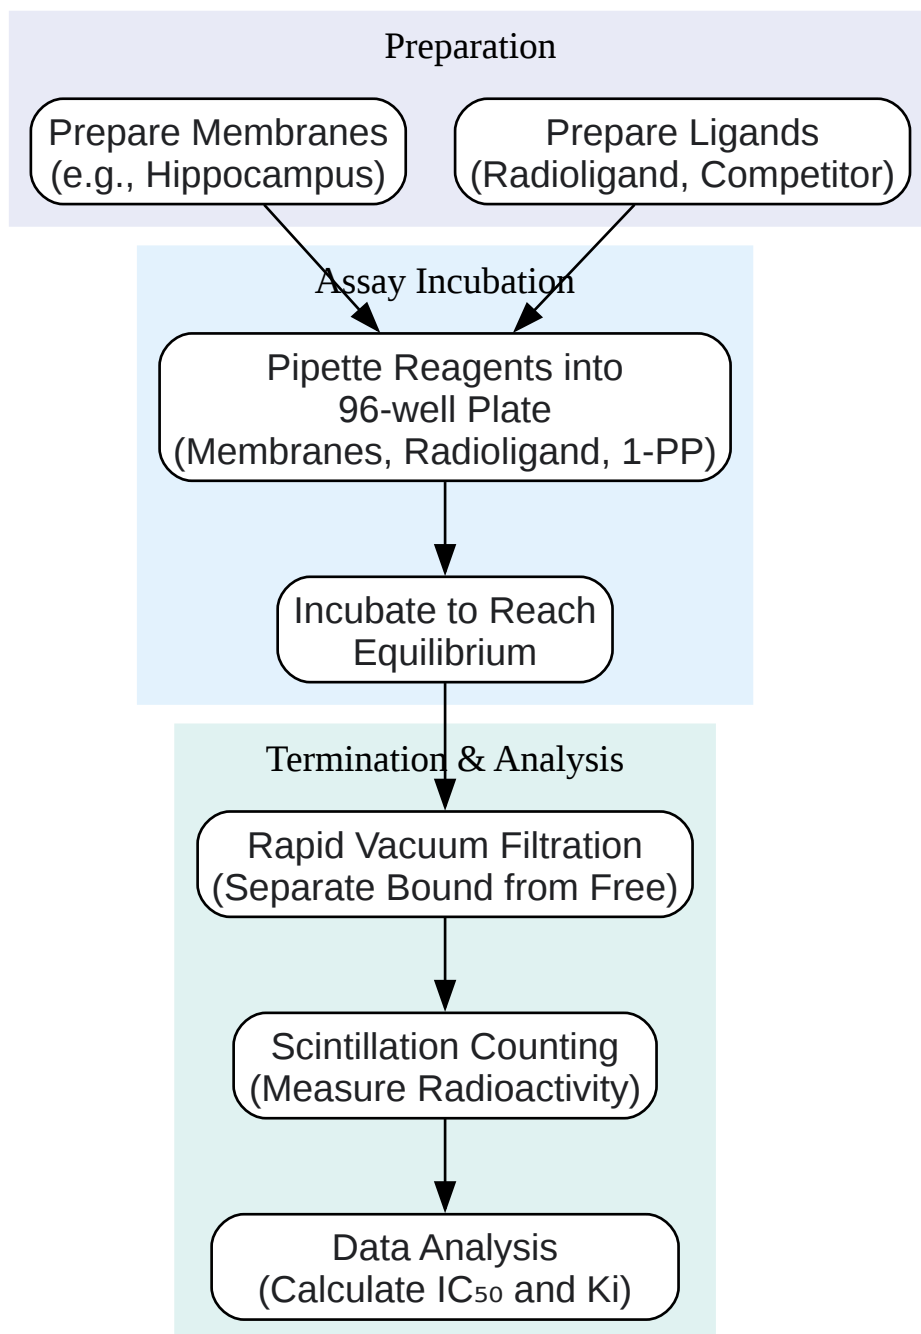 Preparation
Prepare Membranes
(e.g., Hippocampus)
Prepare Ligands
(Radioligand, Competitor)
Assay Incubation
Pipette Reagents into
96-well Plate
(Membranes, Radioligand, 1-PP)
Incubate to Reach
Equilibrium
Termination & Analysis
Rapid Vacuum Filtration
(Separate Bound from Free)
Scintillation Counting
(Measure Radioactivity)
Data Analysis
(Calculate IC₅₀ and Ki)